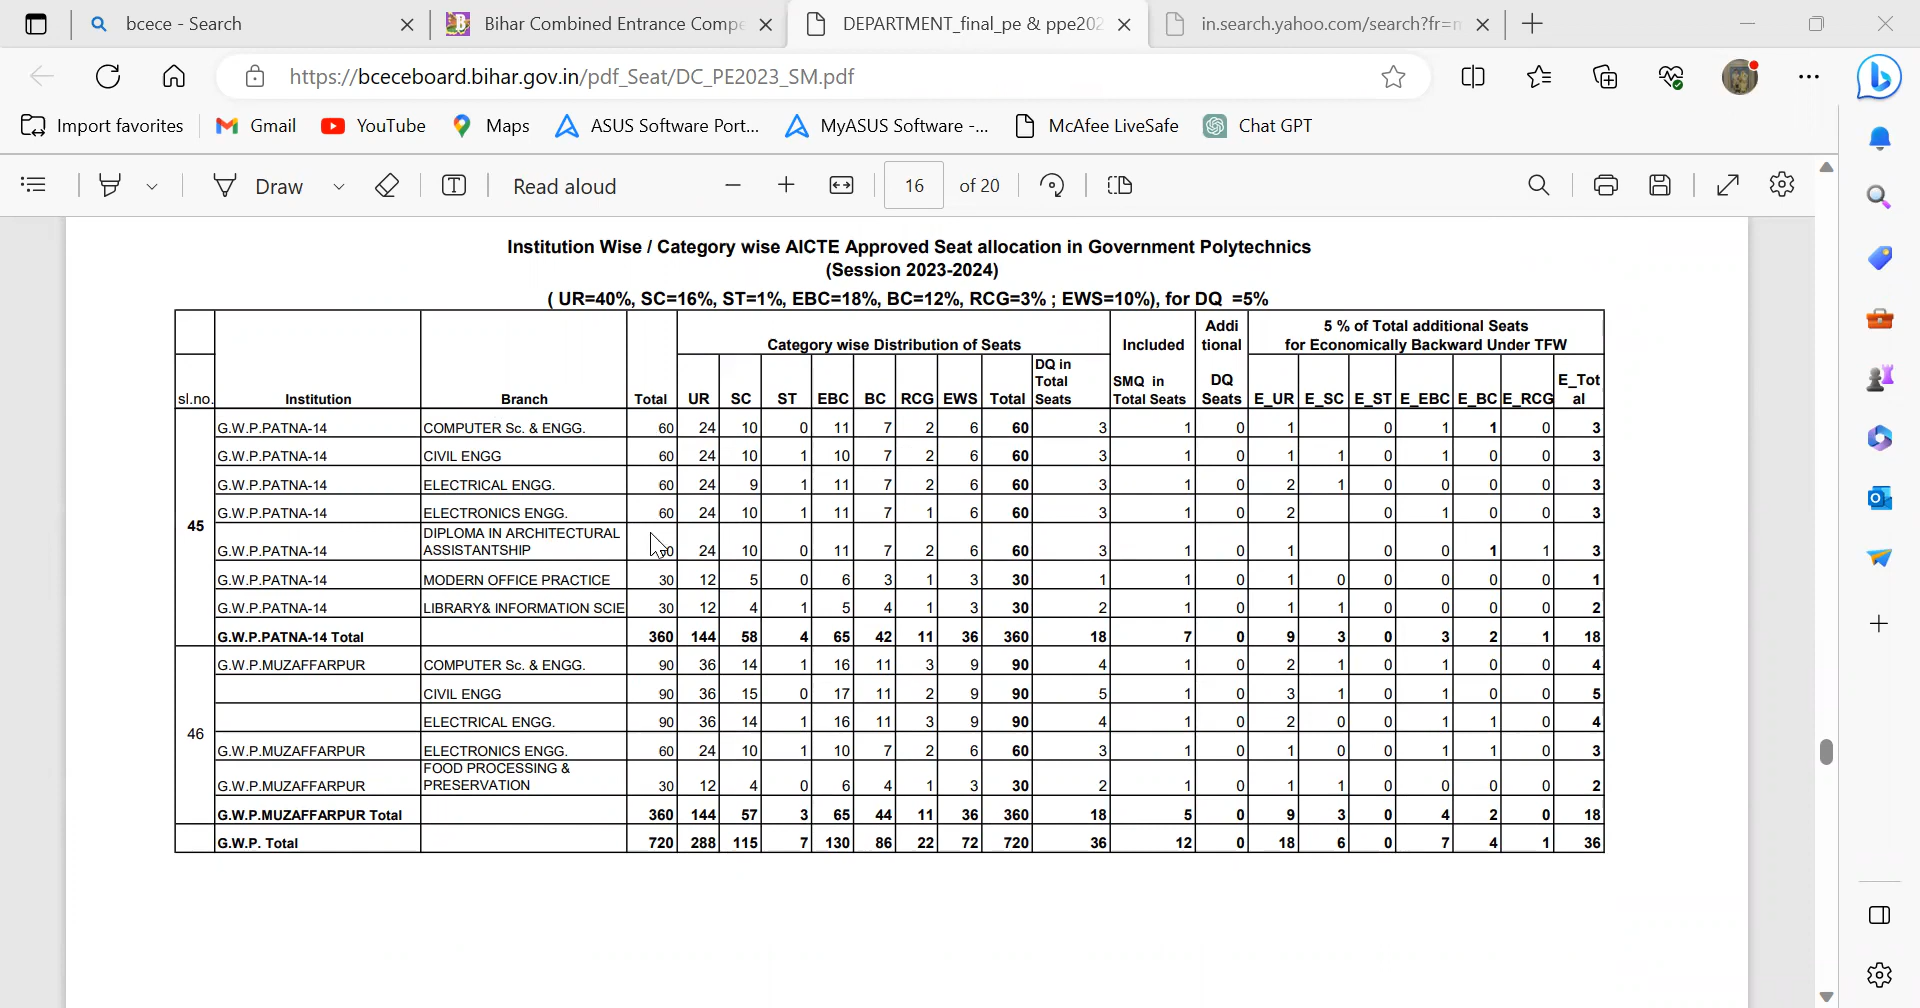 bcece - Search
Bihar Combined Entrance Compe
DEPARTMENT_final_pe & ppe202
in.search.yahoo.com/search?fr=m
https://bceceboard.bihar.gov.in/pdf_Seat/DC_PE2023_SM.pdf
Import favorites Gmail YouTube Maps ASUS Software Port... MyASUS Software -... McAfee LiveSafe Chat GPT
Draw Read aloud 16 of 20
Institution Wise / Category wise AICTE Approved Seat allocation in Government Polytechnics
(Session 2023-2024)
( UR=40%, SC=16%, ST=1%, EBC=18%, BC=12%, RCG=3% ; EWS=10%), for DQ =5%
Category wise Distribution of Seats Included Addi tional 5 % of Total additional Seats for Economically Backward Under TFW
sl.no. Institution Branch Total UR SC ST EBC BC RCG EWS Total DQ in Total Seats SMQ in Total Seats DQ Seats E_UR E_SC E_ST E_EBC E_BC E_RCG E_Tot al
G.W.P.PATNA-14 COMPUTER Sc. & ENGG. 60 24 10 0 11 7 2 6 60 3 1 0 1 0 1 1 0 3
G.W.P.PATNA-14 CIVIL ENGG 60 24 10 1 10 7 2 6 60 3 1 0 1 1 0 1 0 0 3
G.W.P.PATNA-14 ELECTRICAL ENGG. 60 24 9 1 11 7 2 6 60 3 1 0 2 1 0 0 0 0 3
G.W.P.PATNA-14 ELECTRONICS ENGG. 60 24 10 1 11 7 1 6 60 3 1 0 2 0 1 0 0 3
45
DIPLOMA IN ARCHITECTURAL
G.W.P.PATNA-14 ASSISTANTSHIP 24 10 0 11 7 2 6 60 3 1 0 1 0 0 1 1 3
G.W.P.PATNA-14 MODERN OFFICE PRACTICE 30 12 5 0 6 3 1 3 30 1 1 0 1 0 0 0 0 0 1
G.W.P.PATNA-14 LIBRARY& INFORMATION SCIE 30 12 4 1 5 4 1 3 30 2 1 0 1 1 0 0 0 0 2
G.W.P.PATNA-14 Total 360 144 58 4 65 42 11 36 360 18 7 0 9 3 0 3 2 1 18
G.W.P.MUZAFFARPUR COMPUTER Sc. & ENGG. 90 36 14 1 16 11 3 9 90 4 1 0 2 1 0 1 0 0 4
CIVIL ENGG 90 36 15 0 17 11 2 9 90 5 1 0 3 1 0 1 0 0 5
ELECTRICAL ENGG. 90 36 14 1 16 11 3 9 90 4 1 0 2 0 0 1 1 0 4
46
G.W.P.MUZAFFARPUR ELECTRONICS ENGG. 60 24 10 1 10 7 2 6 60 3 1 0 1 0 0 1 1 0 3
FOOD PROCESSING &
G.W.P.MUZAFFARPUR PRESERVATION 30 12 4 0 6 4 1 3 30 2 1 0 1 1 0 0 0 0 2
G.W.P.MUZAFFARPUR Total 360 144 57 3 65 44 11 36 360 18 5 0 9 3 0 4 2 0 18
G.W.P. Total 720 288 115 7 130 86 22 72 720 36 12 0 18 6 0 7 4 1 36